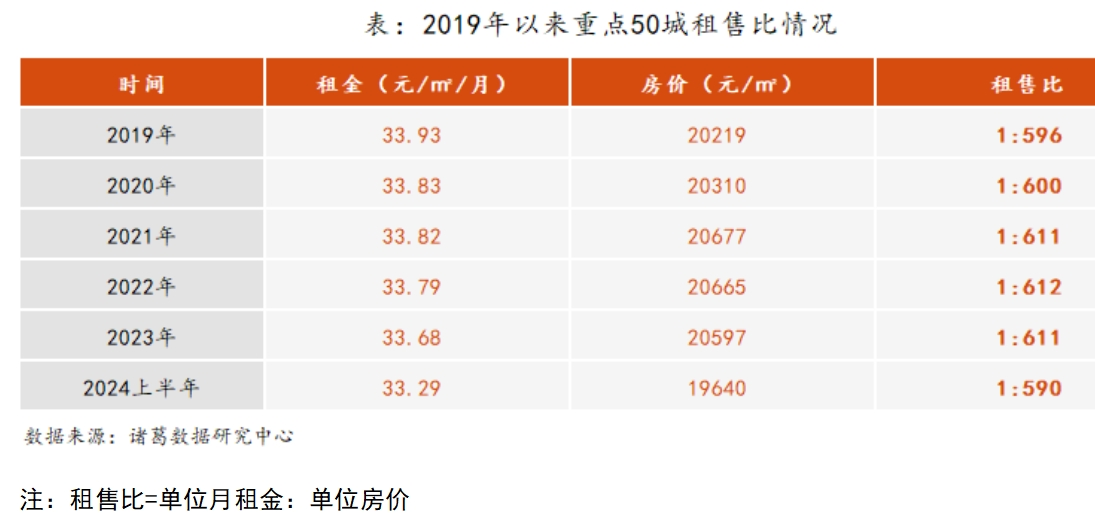 表：2019年以来重点50城租售比情况
时间 租金（元/㎡/月） 房价（元/㎡） 租售比
2019年 33.93 20219 1:596
2020年 33.83 20310 1:600
2021年 33.82 20677 1:611
2022年 33.79 20665 1:612
2023年 33.68 20597 1:611
2024上半年 33.29 19640 1:590
数据来源：诸葛数据研究中心
注：租售比=单位月租金：单位房价